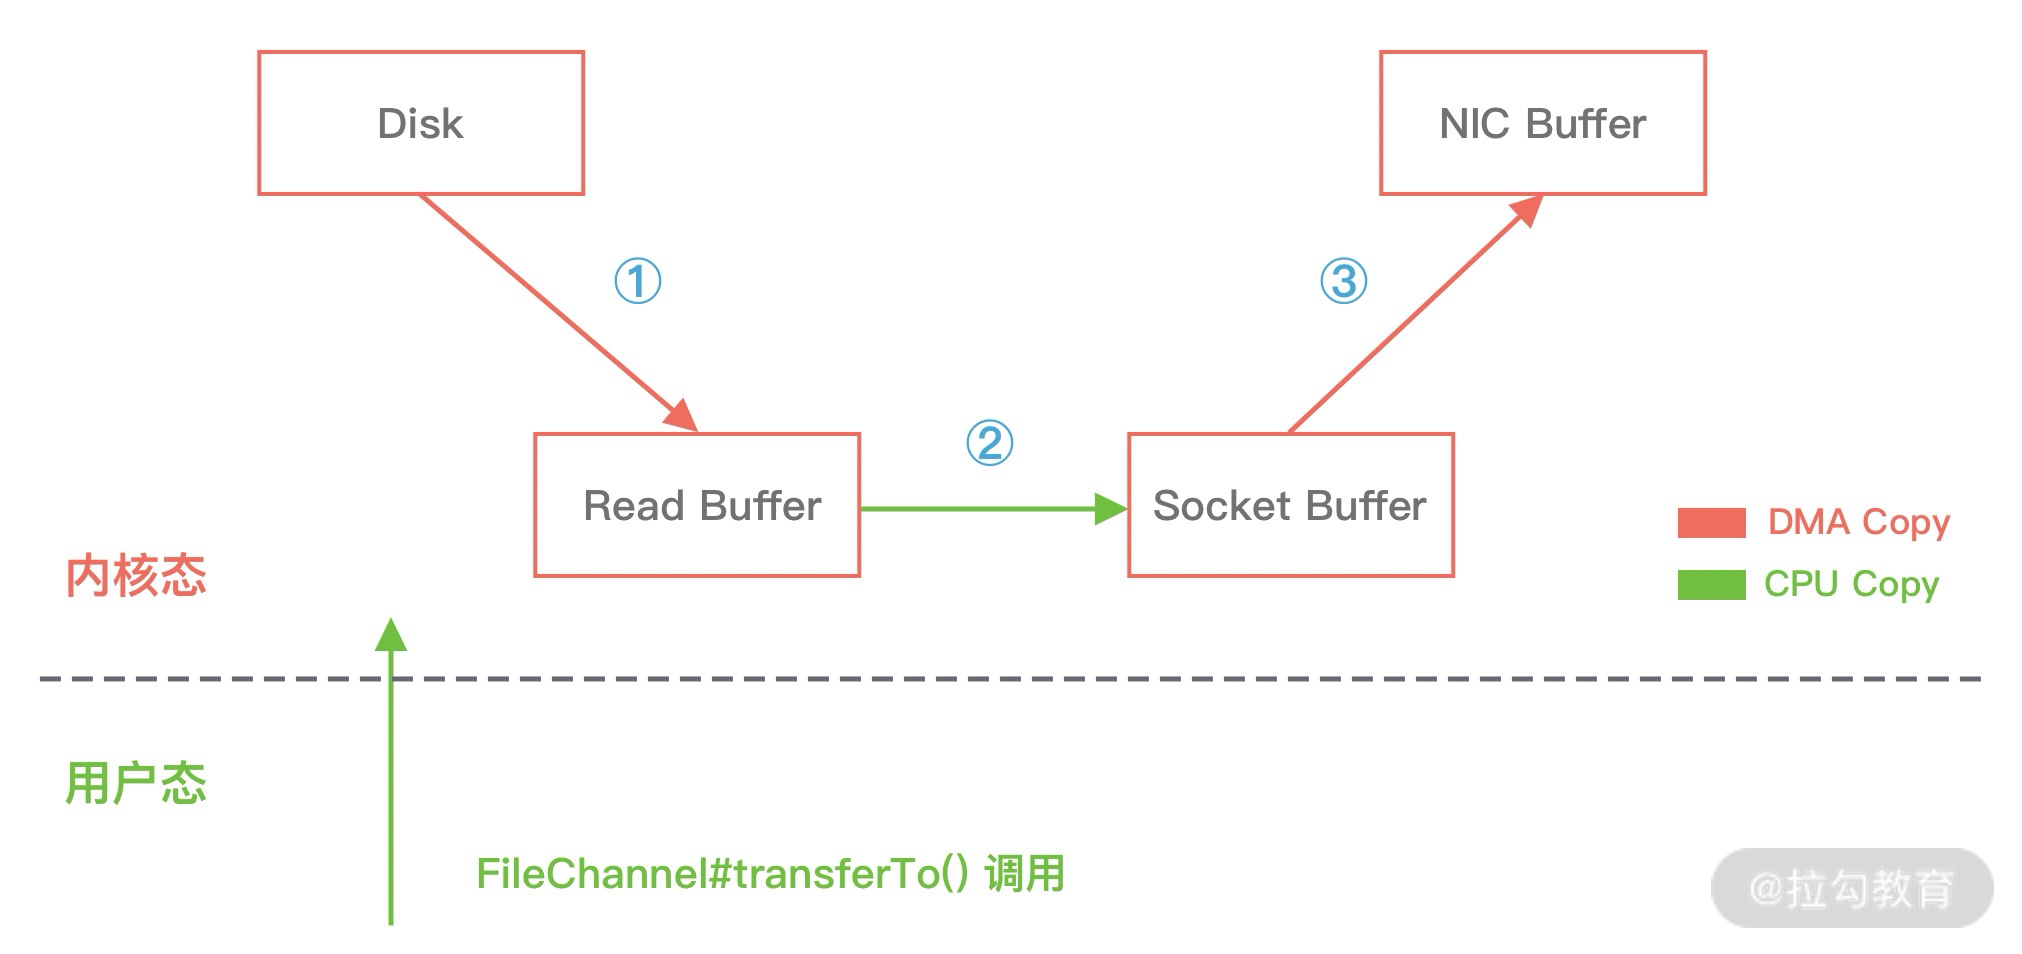 Disk
NIC Buffer
①
③
②
Read Buffer
Socket Buffer
DMA Copy
CPU Copy
内核态
用户态
FileChannel#transferTo() 调用
@拉勾教育